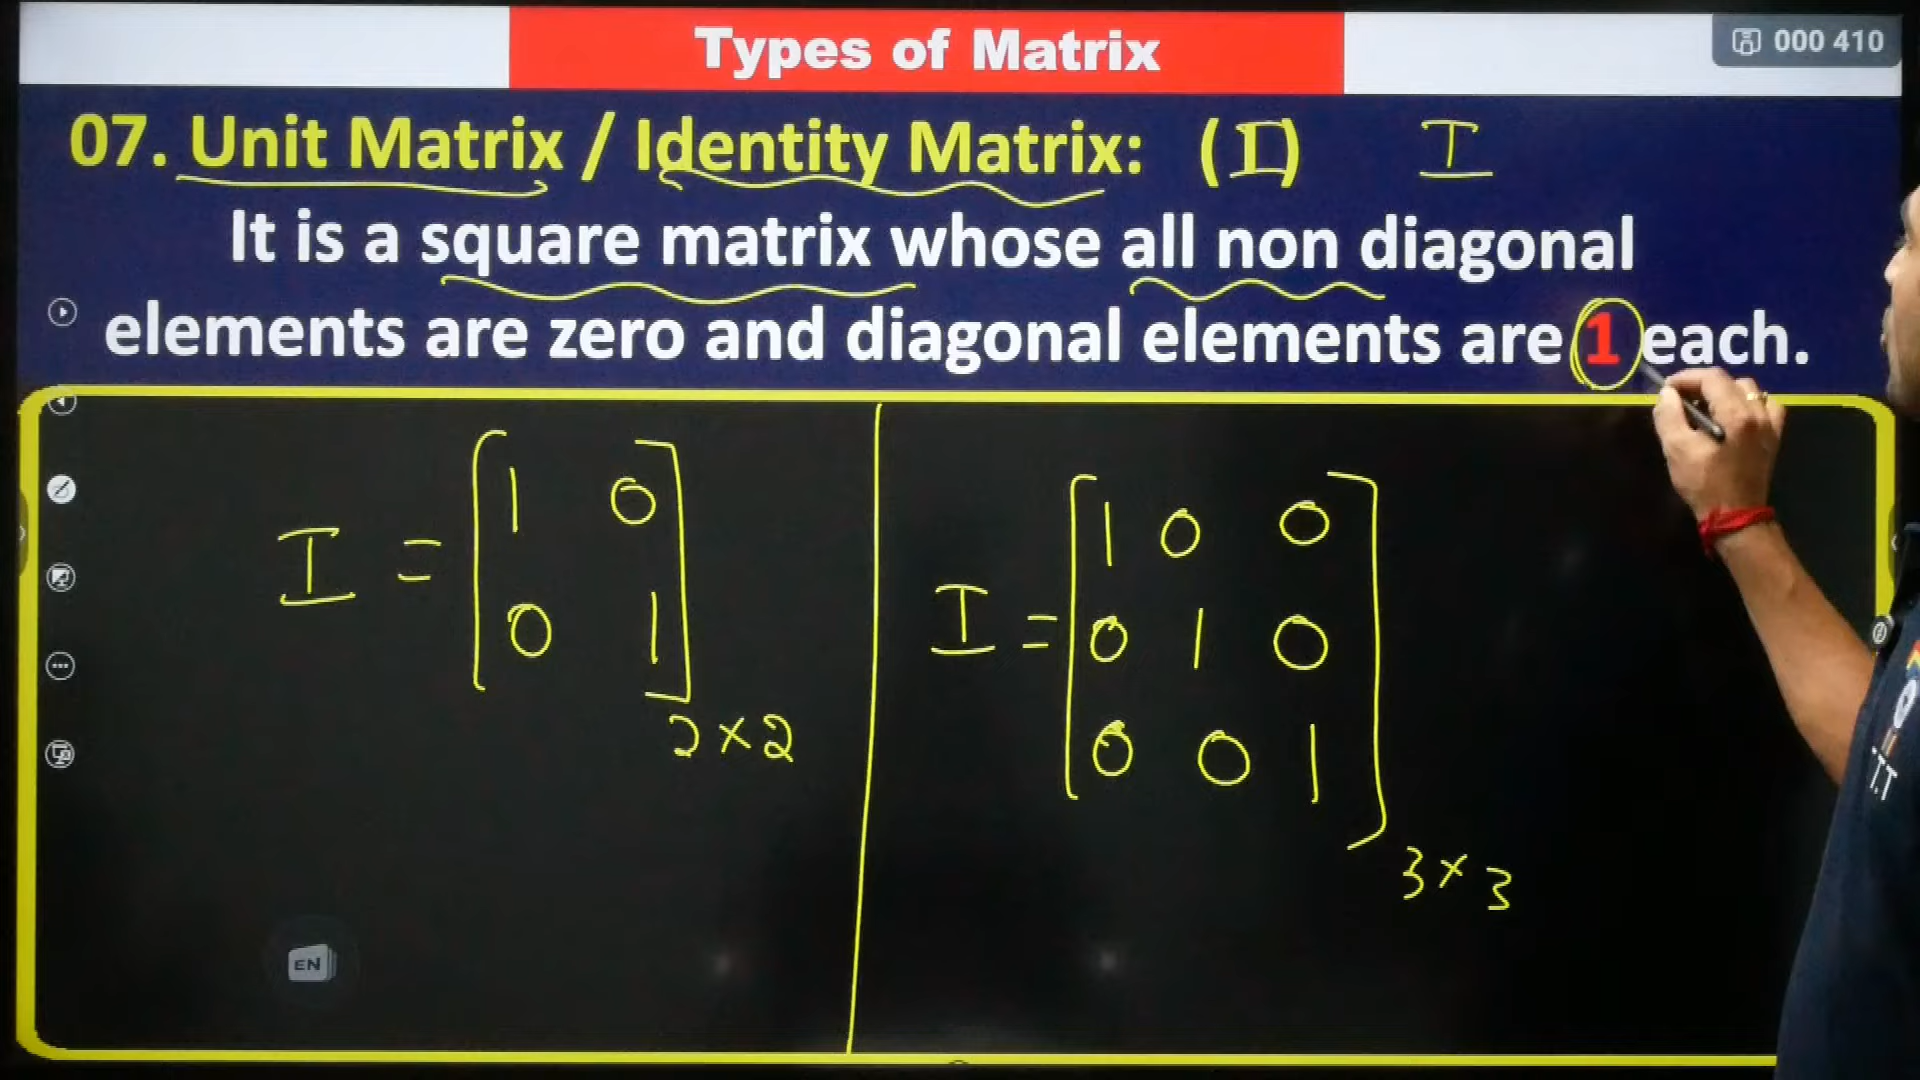 Types of Matrix
000 410
07. Unit Matrix / Identity Matrix: (I) I
It is a square matrix whose all non diagonal
elements are zero and diagonal elements are 1 each.
I = [1 0
0 1] 2×2
I = [1 0 0
0 1 0
0 0 1] 3×3
EN